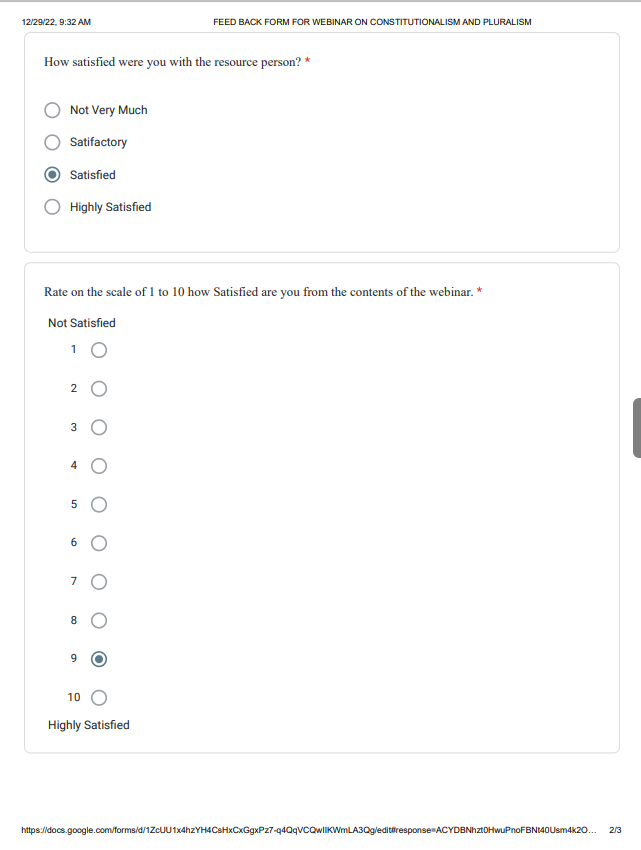 12/29/22, 9:32 AM FEED BACK FORM FOR WEBINAR ON CONSTITUTIONALISM AND PLURALISM
How satisfied were you with the resource person? *
Not Very Much
Satifactory
Satisfied
Highly Satisfied
Rate on the scale of 1 to 10 how Satisfied are you from the contents of the webinar. *
Not Satisfied
1
2
3
4
5
6
7
8
9
10
Highly Satisfied
https://docs.google.com/forms/d/1ZcUU1x4hzYH4CsHxCxGgxPz7-q4QqVCQwIlKWmLA3Qg/edit#response=ACYDBNhzt0HwuPnoFBNt40Usm4k2O... 2/3